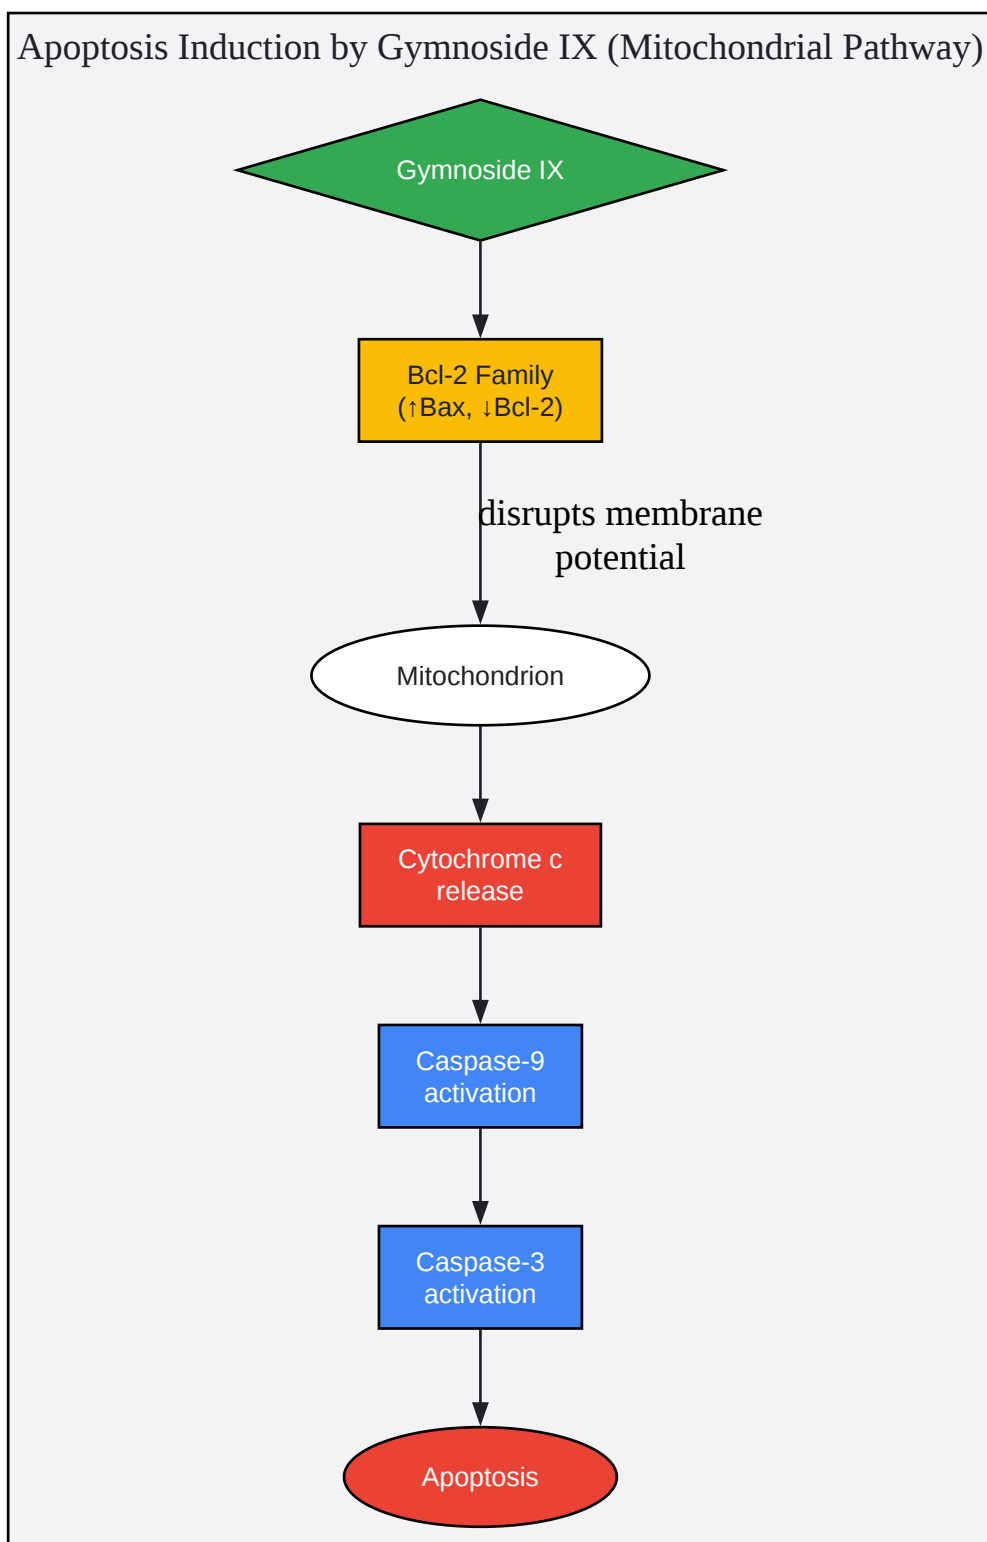 Apoptosis Induction by Gymnoside IX (Mitochondrial Pathway)
Gymnoside IX
Bcl-2 Family
(↑Bax, ↓Bcl-2)
disrupts membrane
potential
Mitochondrion
Cytochrome c
release
Caspase-9
activation
Caspase-3
activation
Apoptosis